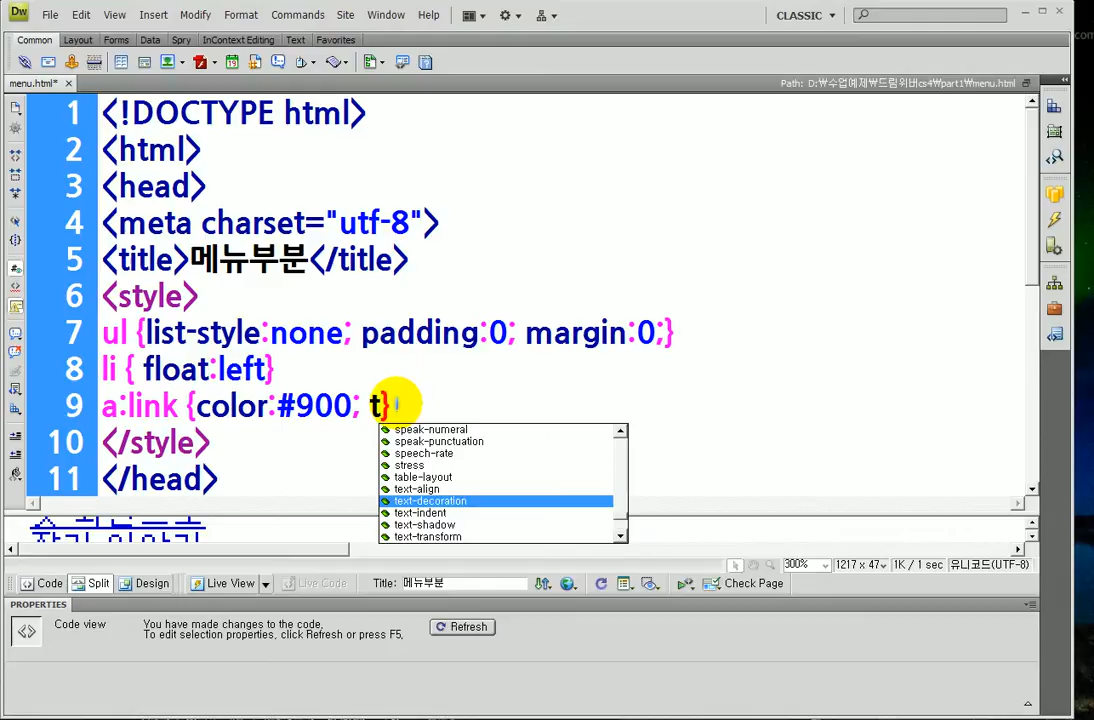 Dw File Edit View Insert Modify Format Commands Site Window Help CLASSIC
Common Layout Forms Data Spry InContext Editing Text Favorites
menu.html* Path: D:₩수업예제₩드림위버cs4₩part1₩menu.html
1 <!DOCTYPE html>
2 <html>
3 <head>
4 <meta charset="utf-8">
5 <title>메뉴부분</title>
6 <style>
7 ul {list-style:none; padding:0; margin:0;}
8 li { float:left}
9 a:link {color:#900; t}
10 </style>
11 </head>
speak-numeral
speak-punctuation
speech-rate
stress
table-layout
text-align
text-decoration
text-indent
text-shadow
text-transform
300% 1217 x 47 1K / 1 sec 유니코드(UTF-8)
Code Split Design Live View Live Code Title: 메뉴부분 Check Page
PROPERTIES
Code view You have made changes to the code, Refresh
To edit selection properties, click Refresh or press F5,